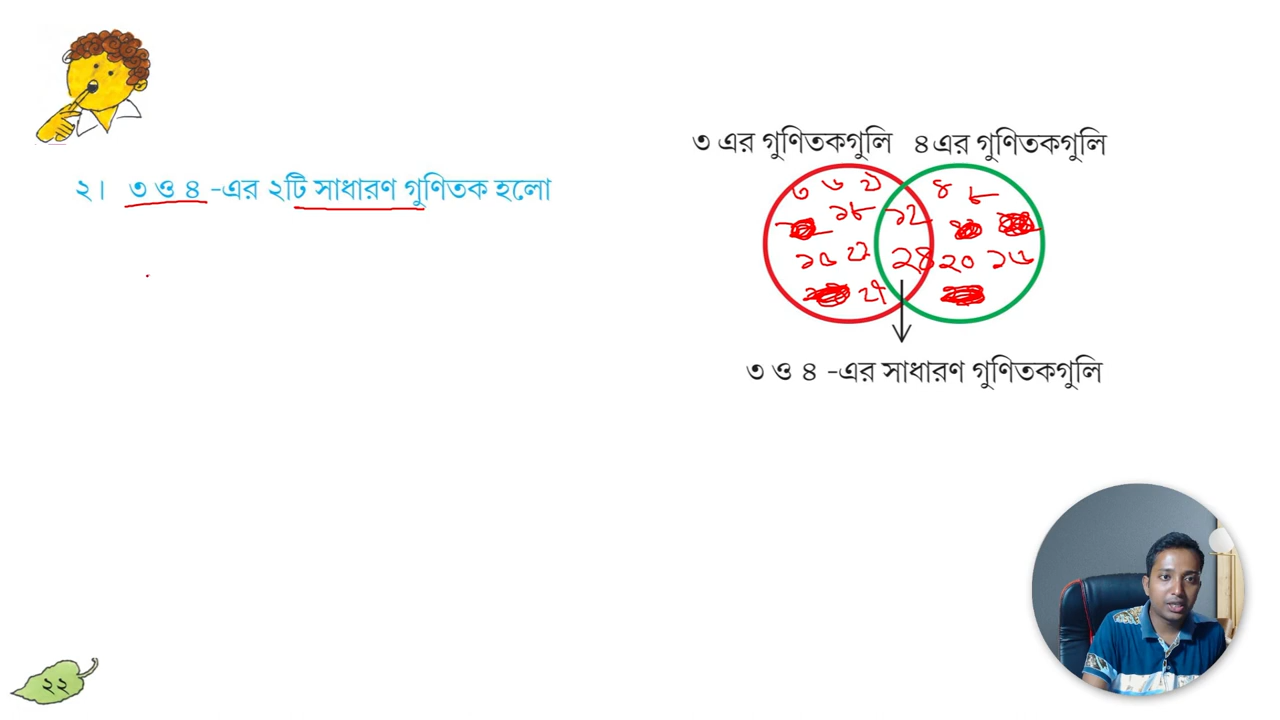 ৩ এর গুণিতকগুলি ৪এর গুণিতকগুলি
২। ৩ ও ৪ -এর ২টি সাধারণ গুণিতক হলো
৩ ৬ ৯ ৪ ৮
১৮ ১২
১৫ ২১ ২৪ ২০ ১৬
২৭
৩ ও ৪ -এর সাধারণ গুণিতকগুলি
২২